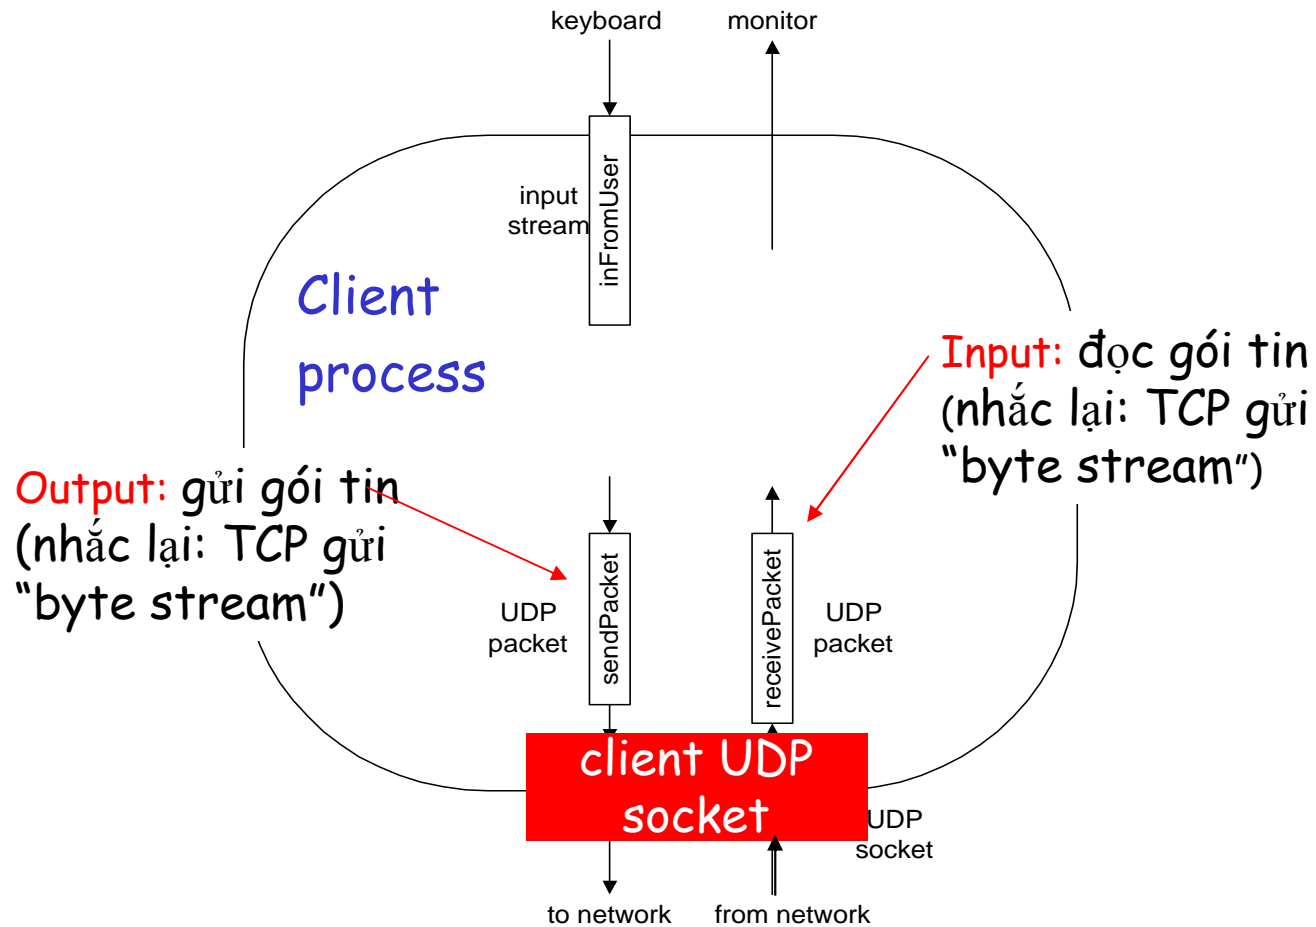 keyboard
monitor
input
stream
inFromUser
Client
process
Input: đọc gói tin
(nhắc lại: TCP gửi
“byte stream”)
Output: gửi gói tin
(nhắc lại: TCP gửi
“byte stream”)
UDP
packet
sendPacket
receivePacket
UDP
packet
client UDP
socket
UDP
socket
to network
from network